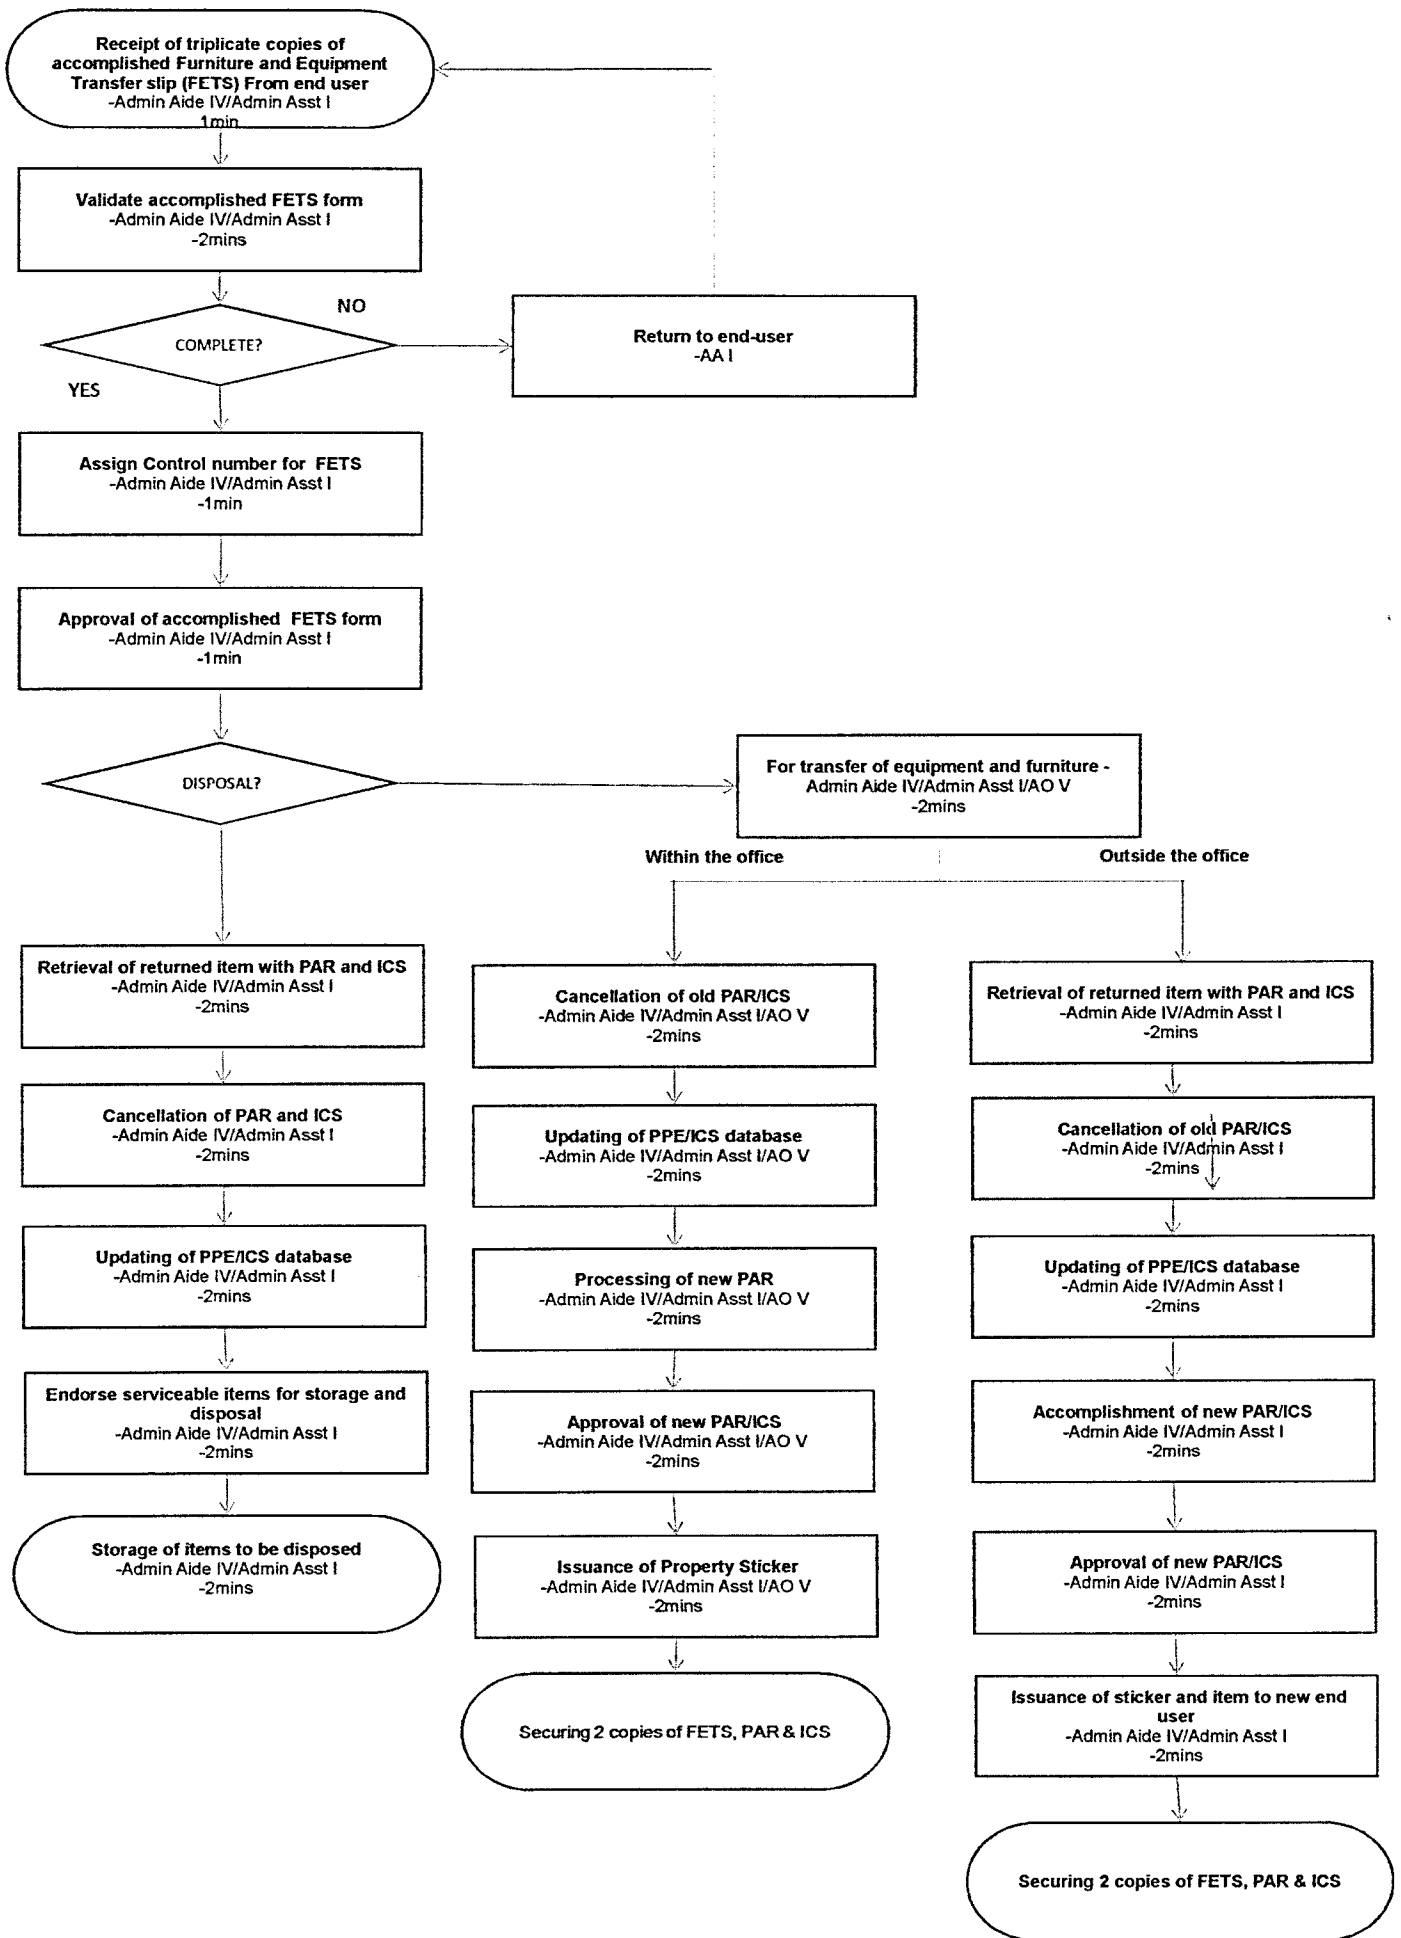 Receipt of triplicate copies of
accomplished Furniture and Equipment
Transfer slip (FETS) From end user
-Admin Aide IV/Admin Asst I
1min
Validate accomplished FETS form
-Admin Aide IV/Admin Asst I
-2mins
NO
COMPLETE?
Return to end-user
-AA I
YES
Assign Control number for FETS
-Admin Aide IV/Admin Asst I
-1min
Approval of accomplished FETS form
-Admin Aide IV/Admin Asst I
-1min
DISPOSAL?
For transfer of equipment and furniture -
Admin Aide IV/Admin Asst I/AO V
-2mins
Within the office
Outside the office
Retrieval of returned item with PAR and ICS
-Admin Aide IV/Admin Asst I
-2mins
Cancellation of PAR and ICS
-Admin Aide IV/Admin Asst I
-2mins
Updating of PPE/ICS database
-Admin Aide IV/Admin Asst I
-2mins
Endorse serviceable items for storage and
disposal
-Admin Aide IV/Admin Asst I
-2mins
Storage of items to be disposed
-Admin Aide IV/Admin Asst I
-2mins
Cancellation of old PAR/ICS
-Admin Aide IV/Admin Asst I/AO V
-2mins
Updating of PPE/ICS database
-Admin Aide IV/Admin Asst I/AO V
-2mins
Processing of new PAR
-Admin Aide IV/Admin Asst I/AO V
-2mins
Approval of new PAR/ICS
-Admin Aide IV/Admin Asst I/AO V
-2mins
Issuance of Property Sticker
-Admin Aide IV/Admin Asst I/AO V
-2mins
Securing 2 copies of FETS, PAR & ICS
Retrieval of returned item with PAR and ICS
-Admin Aide IV/Admin Asst I
-2mins
Cancellation of old PAR/ICS
-Admin Aide IV/Admin Asst I
-2mins
Updating of PPE/ICS database
-Admin Aide IV/Admin Asst I
-2mins
Accomplishment of new PAR/ICS
-Admin Aide IV/Admin Asst I
-2mins
Approval of new PAR/ICS
-Admin Aide IV/Admin Asst I
-2mins
Issuance of sticker and item to new end
user
-Admin Aide IV/Admin Asst I
-2mins
Securing 2 copies of FETS, PAR & ICS